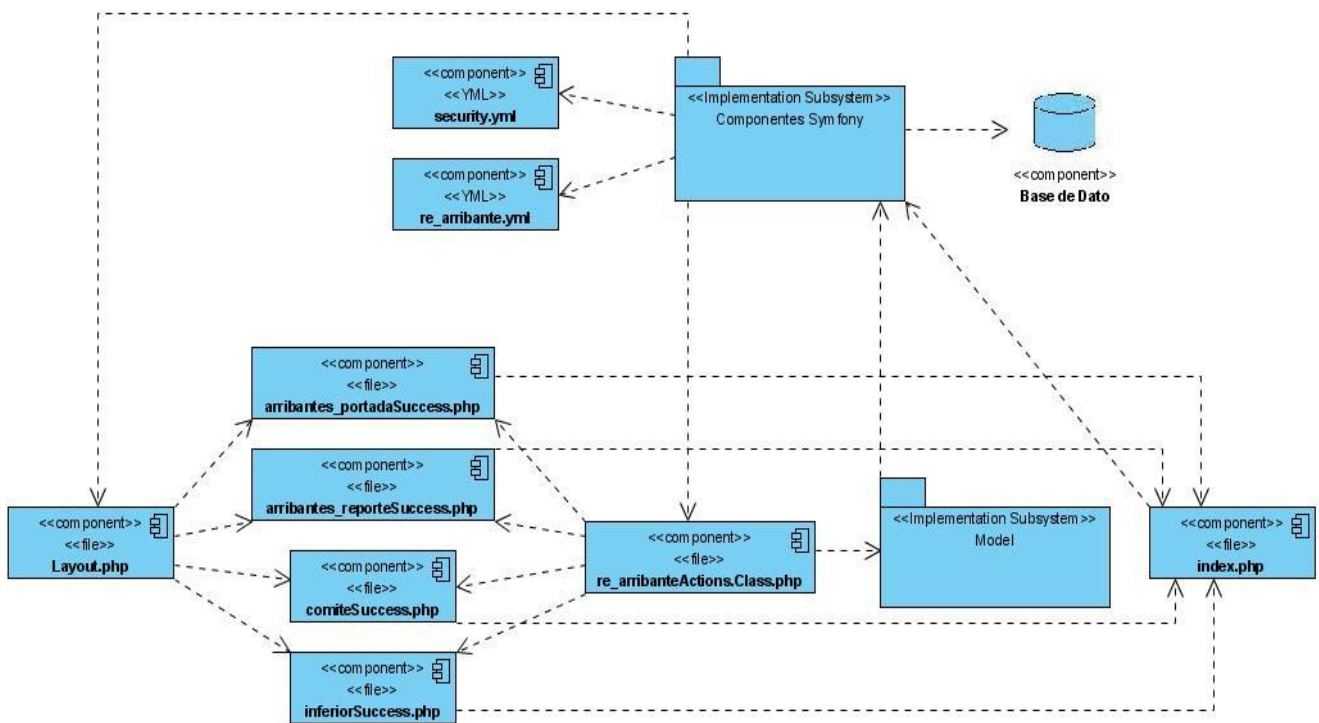 <<component>>
<<YML>>
security.yml
<<Implementation Subsystem>>
Componentes Symfony
<<component>>
Base de Dato
<<component>>
<<YML>>
re_arribante.yml
<<component>>
<<file>>
arribantes_portadaSuccess.php
<<component>>
<<file>>
arribantes_reporteSuccess.php
<<component>>
<<file>>
Layout.php
<<component>>
<<file>>
re_arribanteActions.Class.php
<<Implementation Subsystem>>
Model
<<component>>
<<file>>
index.php
<<component>>
<<file>>
comiteSuccess.php
<<component>>
<<file>>
inferiorSuccess.php